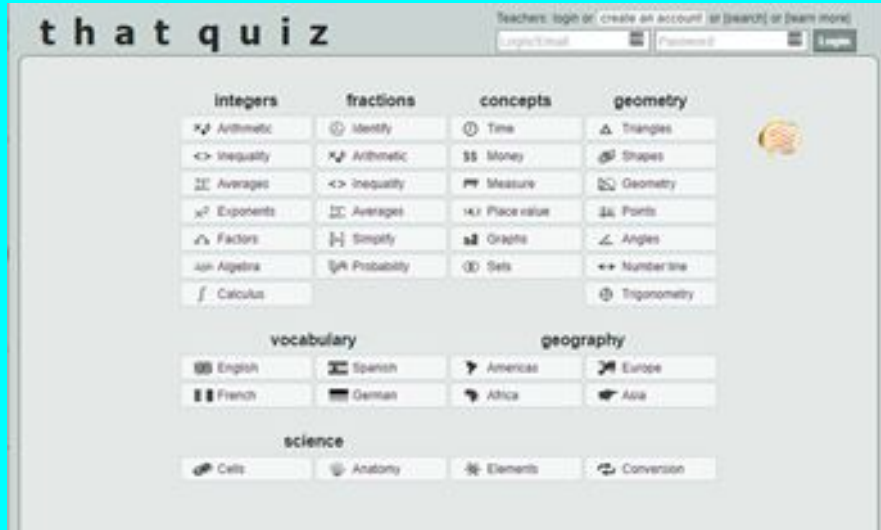 Teachers: login or create an account or [search] or [learn more]
that quiz
Login/Email Password Login
integers fractions concepts geometry
Arithmetic Identify Time Triangles
<> Inequality Arithmetic $$ Money Shapes
Averages <> Inequality Measure Geometry
x² Exponents Averages Place value Points
Factors Simplify Graphs Angles
Algebra Probability Sets Number line
∫ Calculus Trigonometry
vocabulary geography
English Spanish Americas Europe
French German Africa Asia
science
Cells Anatomy Elements Conversion